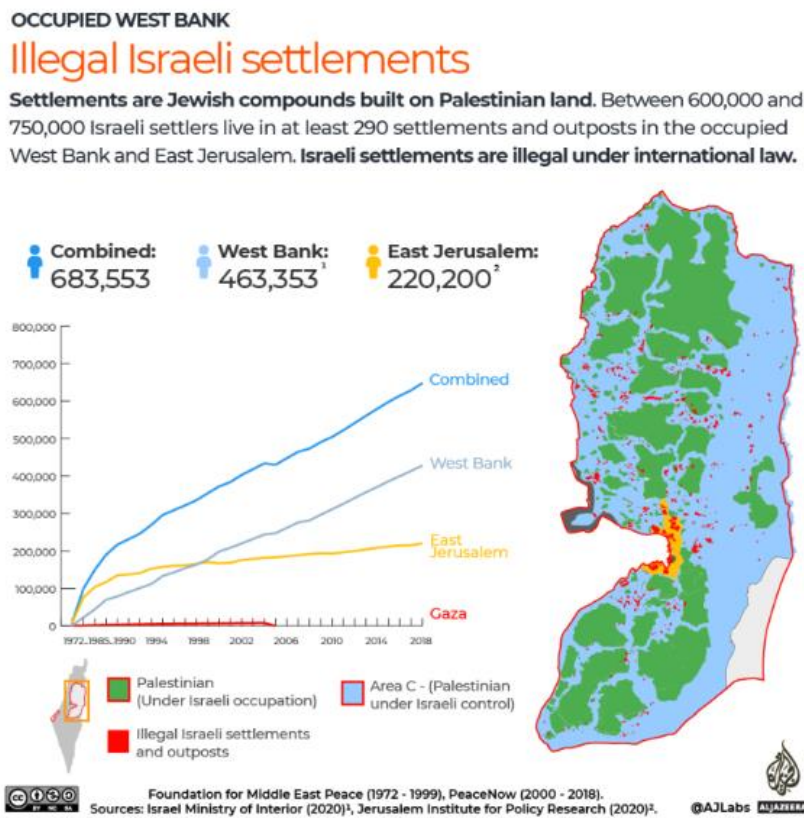 OCCUPIED WEST BANK
Illegal Israeli settlements
Settlements are Jewish compounds built on Palestinian land. Between 600,000 and
750,000 Israeli settlers live in at least 290 settlements and outposts in the occupied
West Bank and East Jerusalem. Israeli settlements are illegal under international law.
Combined:
683,553
West Bank:
463,353¹
East Jerusalem:
220,200²
800,000
700,000
600,000
500,000
400,000
300,000
200,000
100,000
0
Combined
West Bank
East
Jerusalem
Gaza
1972..1985..1990 1994 1998 2002 2006 2010 2014 2018
Palestinian
(Under Israeli occupation)
Area C - (Palestinian
under Israeli control)
Illegal Israeli settlements
and outposts
Foundation for Middle East Peace (1972 - 1999), PeaceNow (2000 - 2018).
Sources: Israel Ministry of Interior (2020)¹, Jerusalem Institute for Policy Research (2020)².
@AJLabs
ALJAZEERA
cc
BY NC SA